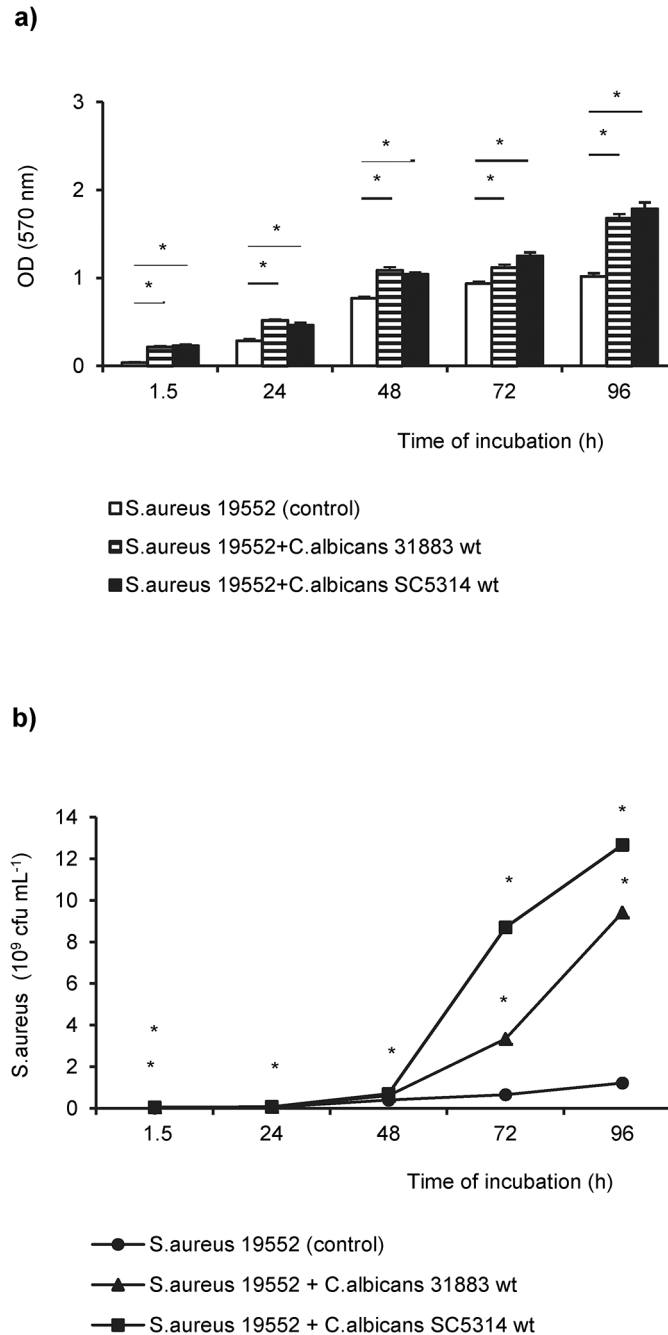 a)
3
2
1
0
OD (570 nm)
* * * * * * * * * *
1.5 24 48 72 96
Time of incubation (h)
S.aureus 19552 (control)
S.aureus 19552+C.albicans 31883 wt
S.aureus 19552+C.albicans SC5314 wt
b)
14
12
10
8
6
4
2
0
S.aureus (10⁹ cfu mL⁻¹)
* * * * * * * *
1.5 24 48 72 96
Time of incubation (h)
S.aureus 19552 (control)
S.aureus 19552 + C.albicans 31883 wt
S.aureus 19552 + C.albicans SC5314 wt